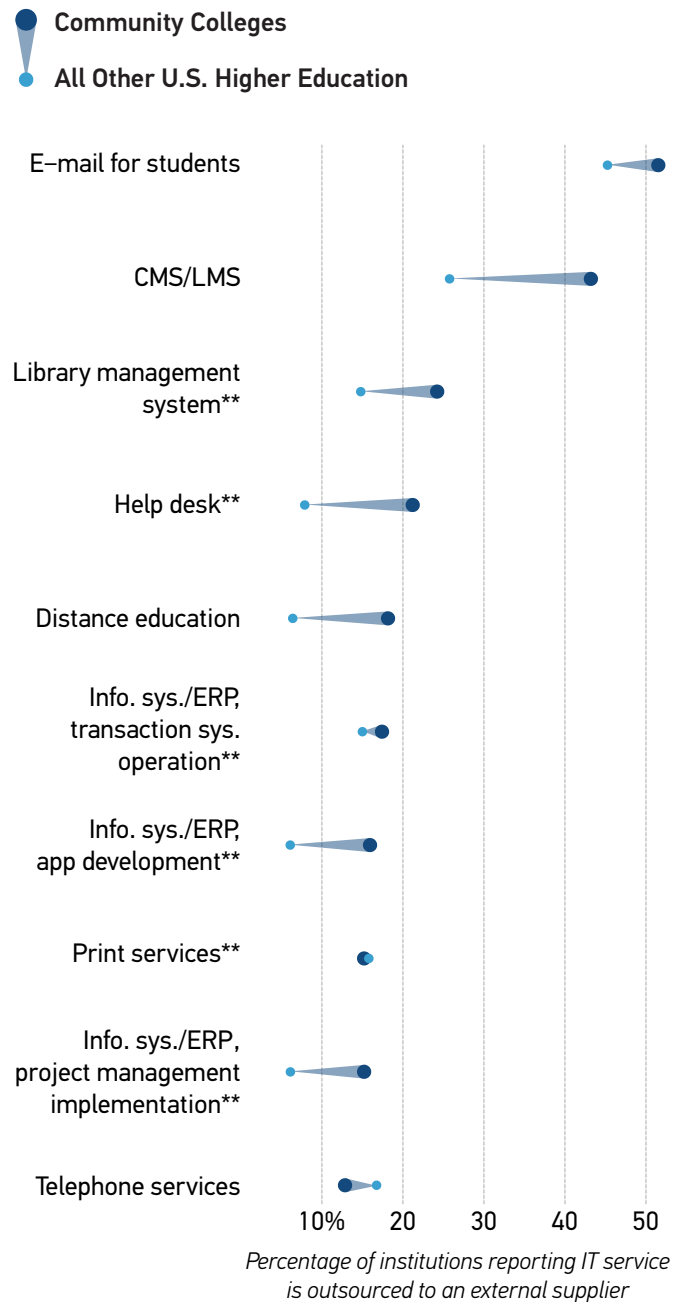 Community Colleges
All Other U.S. Higher Education
E–mail for students
CMS/LMS
Library management
system**
Help desk**
Distance education
Info. sys./ERP,
transaction sys.
operation**
Info. sys./ERP,
app development**
Print services**
Info. sys./ERP,
project management
implementation**
Telephone services
10% 20 30 40 50
Percentage of institutions reporting IT service
is outsourced to an external supplier